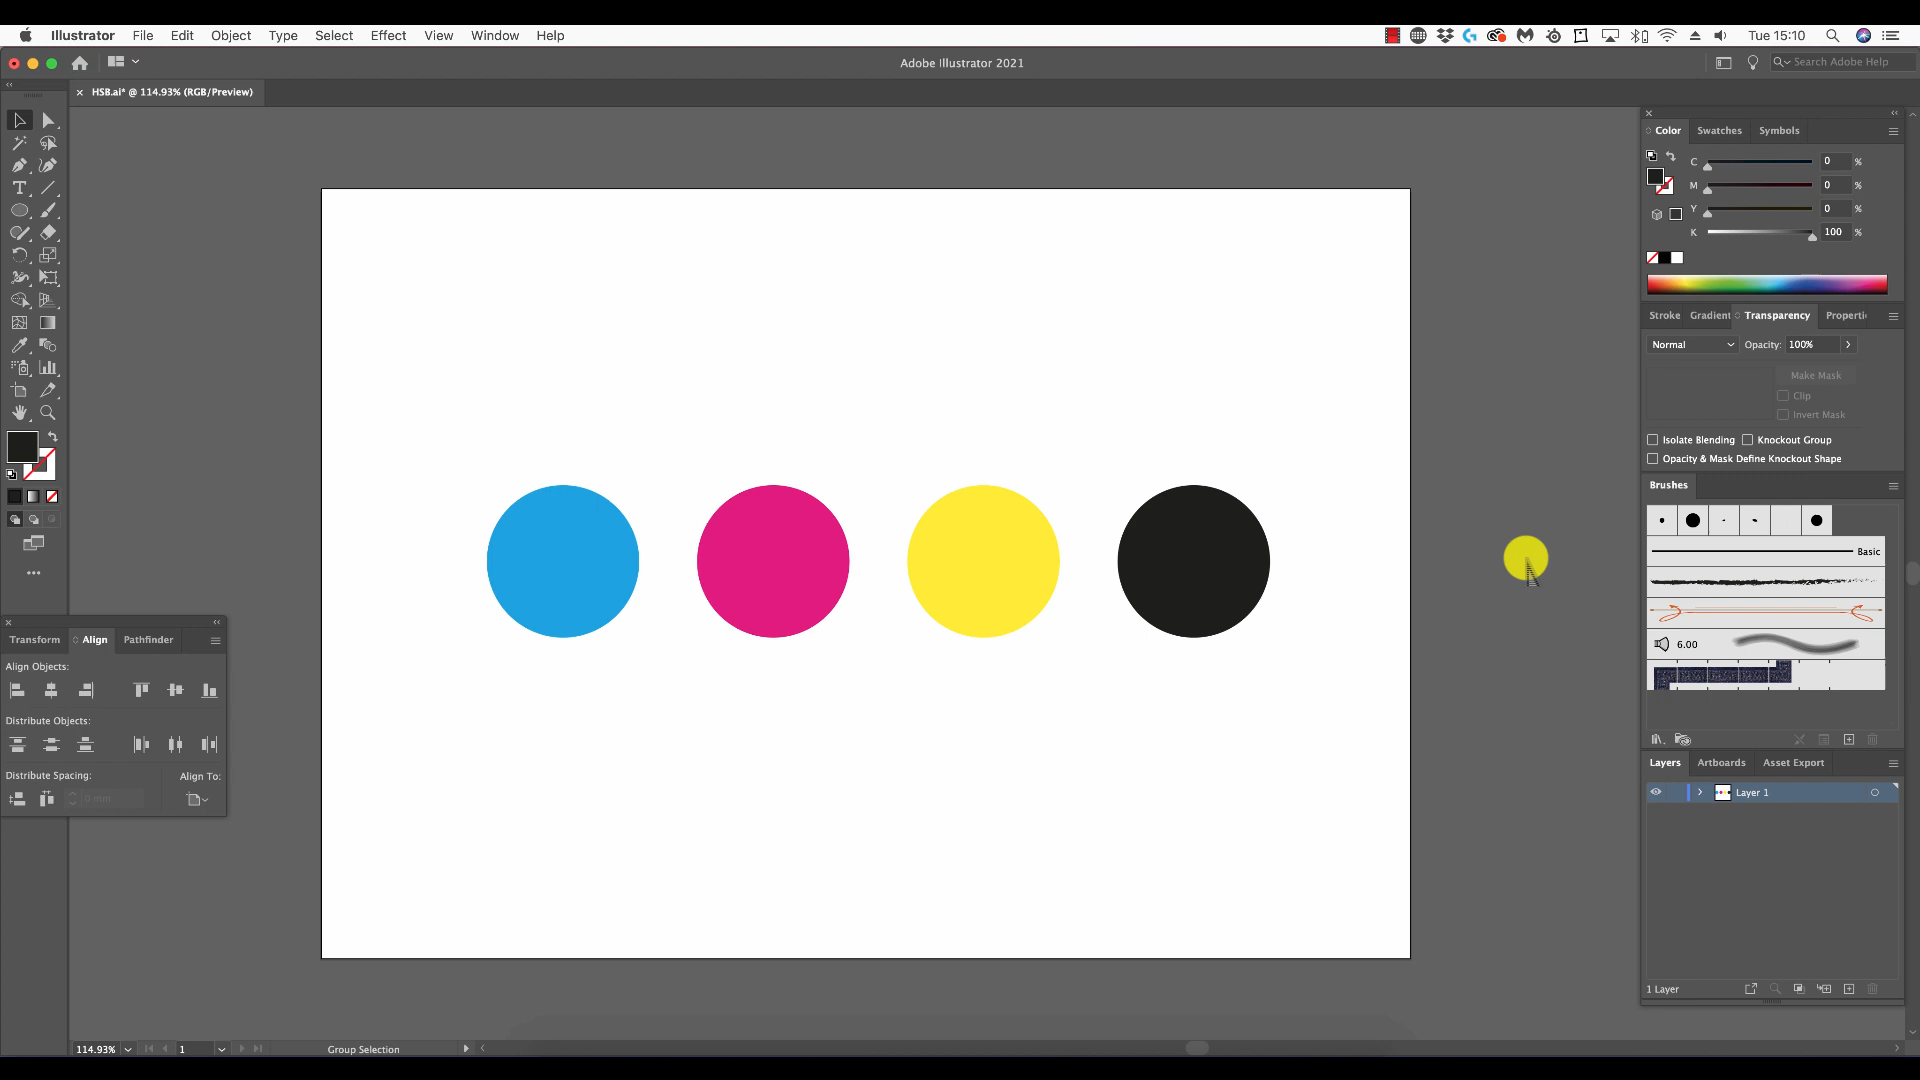 Illustrator File Edit Object Type Select Effect View Window Help Tue 15:10
Adobe Illustrator 2021 Search Adobe Help
HSB.ai* @ 114.93% (RGB/Preview)
Color Swatches Symbols
C 0 %
M 0 %
Y 0 %
K 100 %
Stroke Gradient Transparency Properti
Normal Opacity: 100%
Make Mask
Clip
Invert Mask
Isolate Blending Knockout Group
Opacity & Mask Define Knockout Shape
Brushes
Basic
6.00
Transform Align Pathfinder
Align Objects:
Distribute Objects:
Distribute Spacing: Align To:
0 mm
Layers Artboards Asset Export
Layer 1
1 Layer
114.93% 1 Group Selection